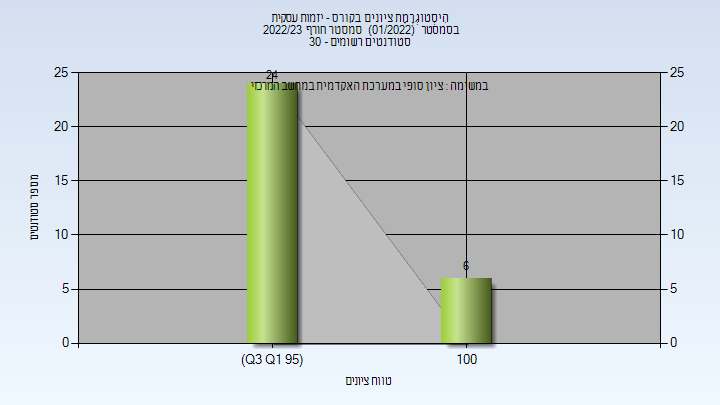 היסטוגרמת ציונים בקורס - יזמות עסקית
בסמסטר (01/2022) סמסטר חורף 2022/23
סטודנטים רשומים - 30
במשימה : ציון סופי במערכת האקדמית במחשב המרכזי
24
6
25
20
15
10
5
0
25
20
15
10
5
0
מספר סטודנטים
(Q3 Q1 95)
100
טווח ציונים